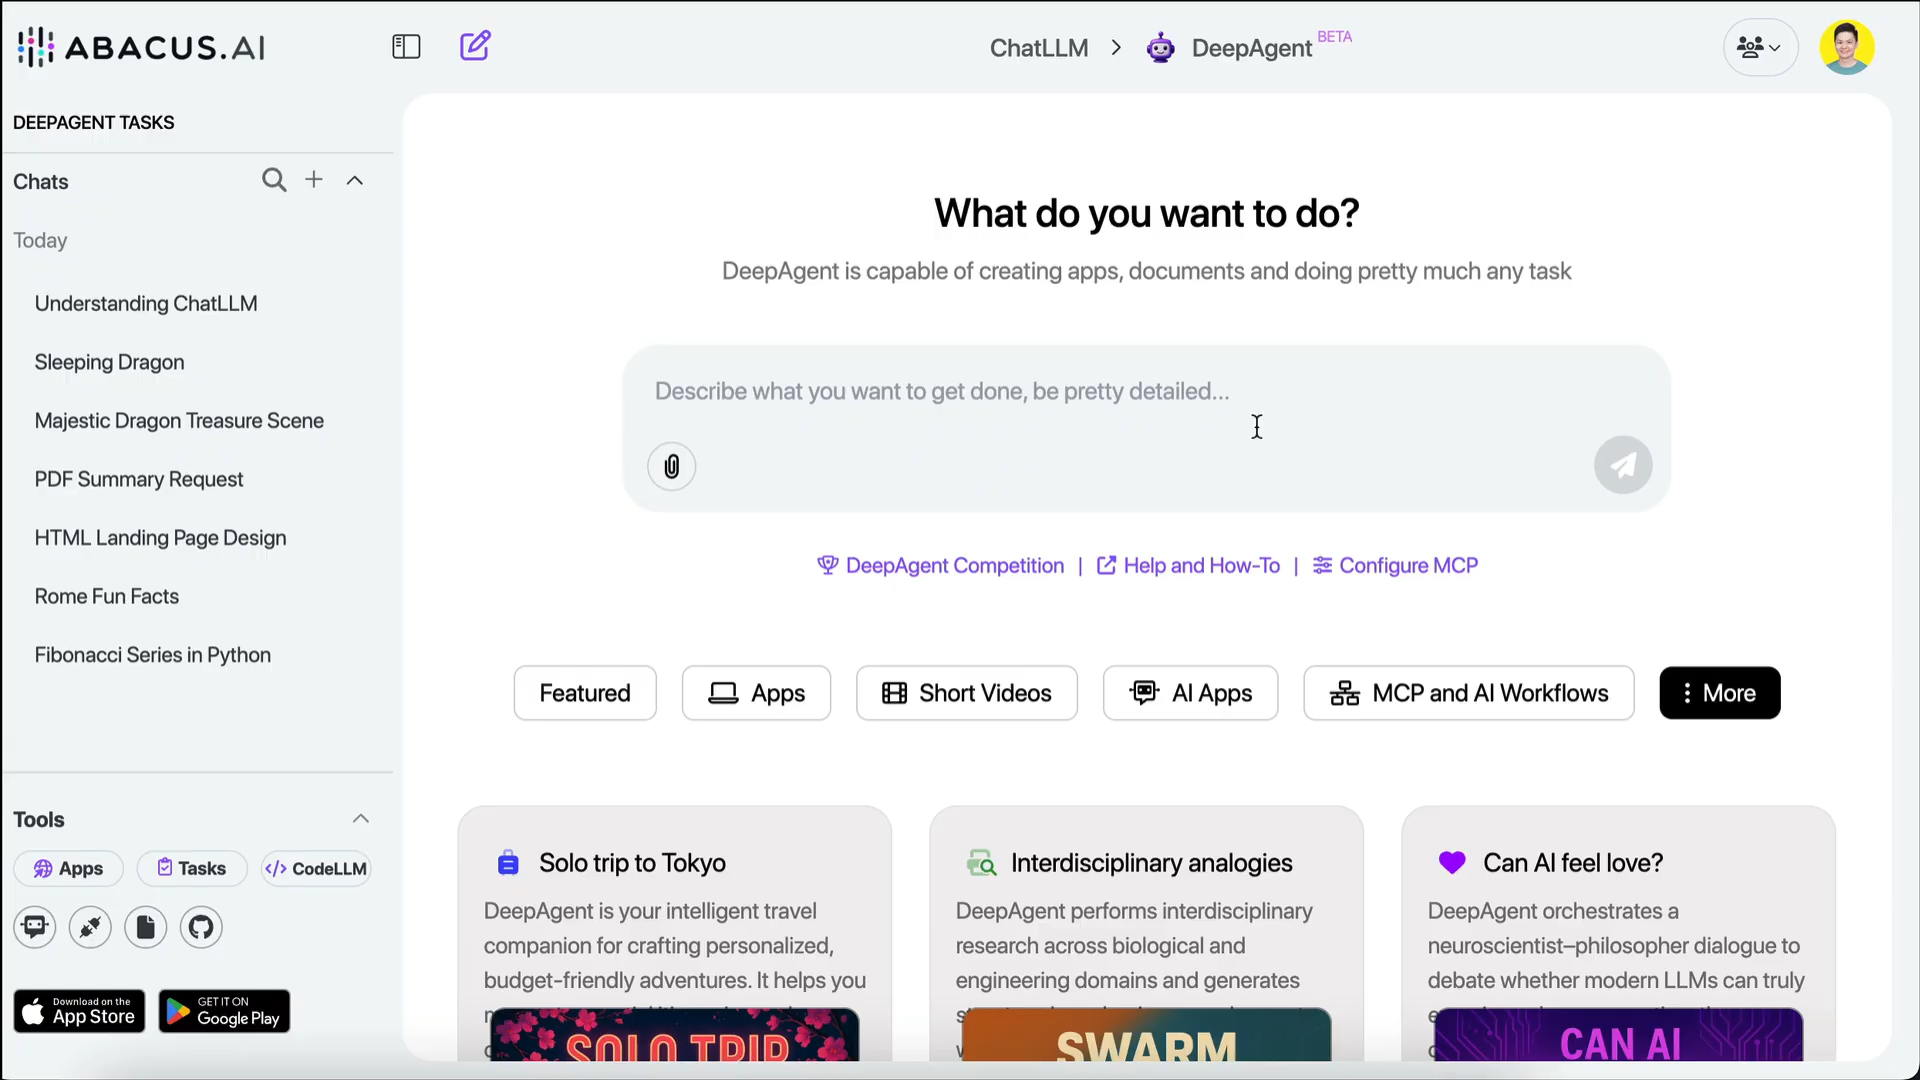 ABACUS.AI
ChatLLM > DeepAgent BETA
DEEPAGENT TASKS
Chats
Today
Understanding ChatLLM
Sleeping Dragon
Majestic Dragon Treasure Scene
PDF Summary Request
HTML Landing Page Design
Rome Fun Facts
Fibonacci Series in Python
Tools
Apps
Tasks
</> CodeLLM
Download on the
App Store
GET IT ON
Google Play
What do you want to do?
DeepAgent is capable of creating apps, documents and doing pretty much any task
Describe what you want to get done, be pretty detailed...
DeepAgent Competition | Help and How-To | Configure MCP
Featured
Apps
Short Videos
AI Apps
MCP and AI Workflows
More
Solo trip to Tokyo
DeepAgent is your intelligent travel
companion for crafting personalized,
budget-friendly adventures. It helps you
SOLO TRIP
Interdisciplinary analogies
DeepAgent performs interdisciplinary
research across biological and
engineering domains and generates
SWARM
Can AI feel love?
DeepAgent orchestrates a
neuroscientist–philosopher dialogue to
debate whether modern LLMs can truly
CAN AI